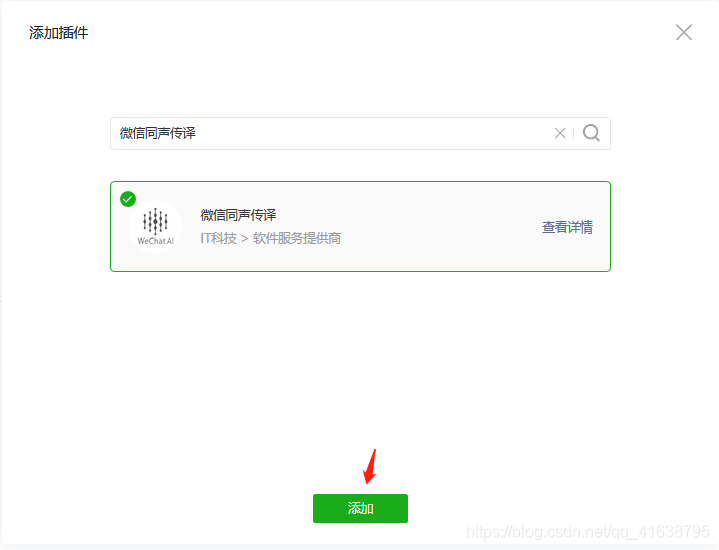 添加插件
微信同声传译
微信同声传译
WeChat AI
IT科技 > 软件服务提供商
查看详情
添加
https://blog.csdn.net/qq_41638795